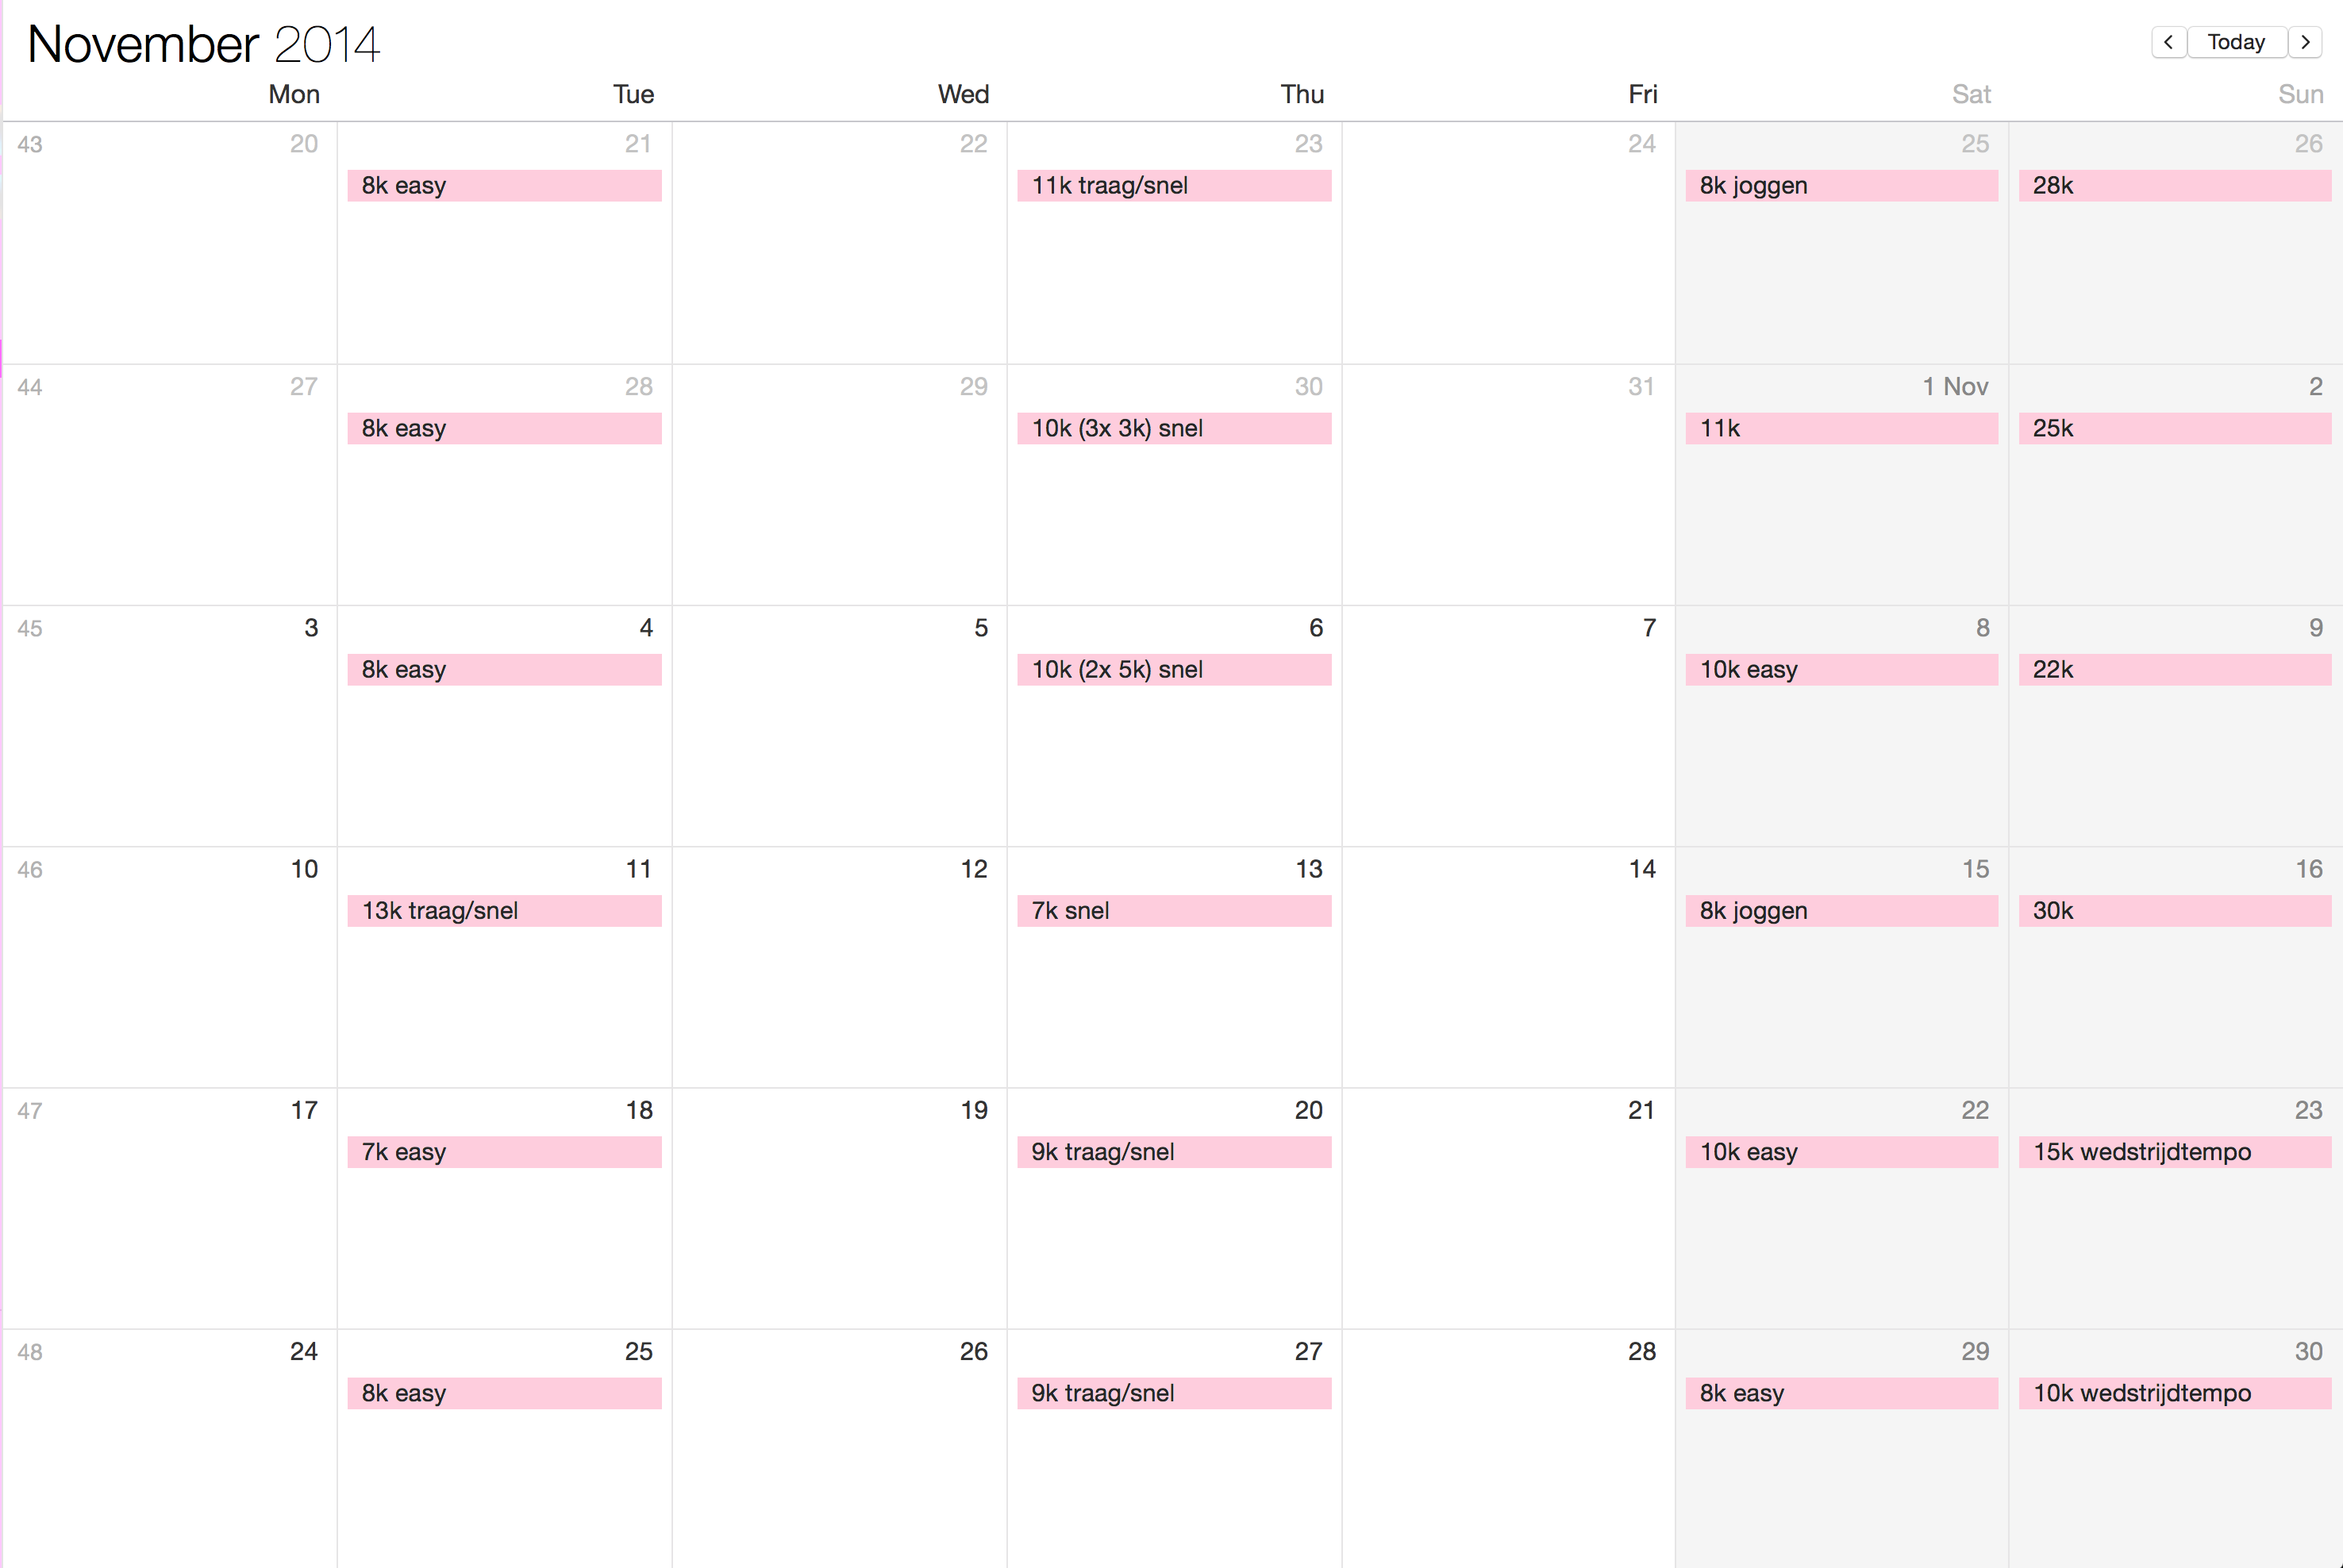 November 2014
< Today >
Mon Tue Wed Thu Fri Sat Sun
43 20 21 22 23 24 25 26
8k easy 11k traag/snel 8k joggen 28k
44 27 28 29 30 31 1 Nov 2
8k easy 10k (3x 3k) snel 11k 25k
45 3 4 5 6 7 8 9
8k easy 10k (2x 5k) snel 10k easy 22k
46 10 11 12 13 14 15 16
13k traag/snel 7k snel 8k joggen 30k
47 17 18 19 20 21 22 23
7k easy 9k traag/snel 10k easy 15k wedstrijdtempo
48 24 25 26 27 28 29 30
8k easy 9k traag/snel 8k easy 10k wedstrijdtempo